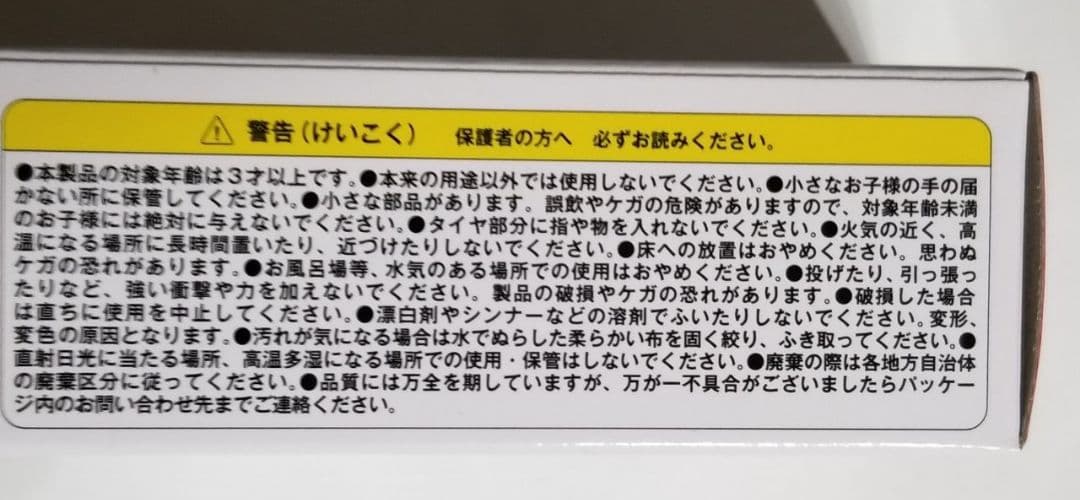 警告(けいこく) 保護者の方へ 必ずお読みください。
●本製品の対象年齢は3才以上です。●本来の用途以外では使用しないでください。●小さなお子様の手の届
かない所に保管してください。●小さな部品があります。誤飲やケガの危険がありますので、対象年齢未満
のお子様には絶対に与えないでください。●タイヤ部分に指や物を入れないでください。●火気の近く、高
温になる場所に長時間置いたり、近づけたりしないでください。●床への放置はおやめください。思わぬ
ケガの恐れがあります。●お風呂場等、水気のある場所での使用はおやめください。●投げたり、引っ張っ
たりなど、強い衝撃や力を加えないでください。製品の破損やケガの恐れがあります。●破損した場合
は直ちに使用を中止してください。●漂白剤やシンナーなどの溶剤でふいたりしないでください。変形、
変色の原因となります。●汚れが気になる場合は水でぬらした柔らかい布を固く絞り、ふき取ってください。●
直射日光に当たる場所、高温多湿になる場所での使用・保管はしないでください。●廃棄の際は各地方自治体
の廃棄区分に従ってください。●品質には万全を期していますが、万が一不具合がございましたらパッケー
ジ内のお問い合わせ先までご連絡ください。